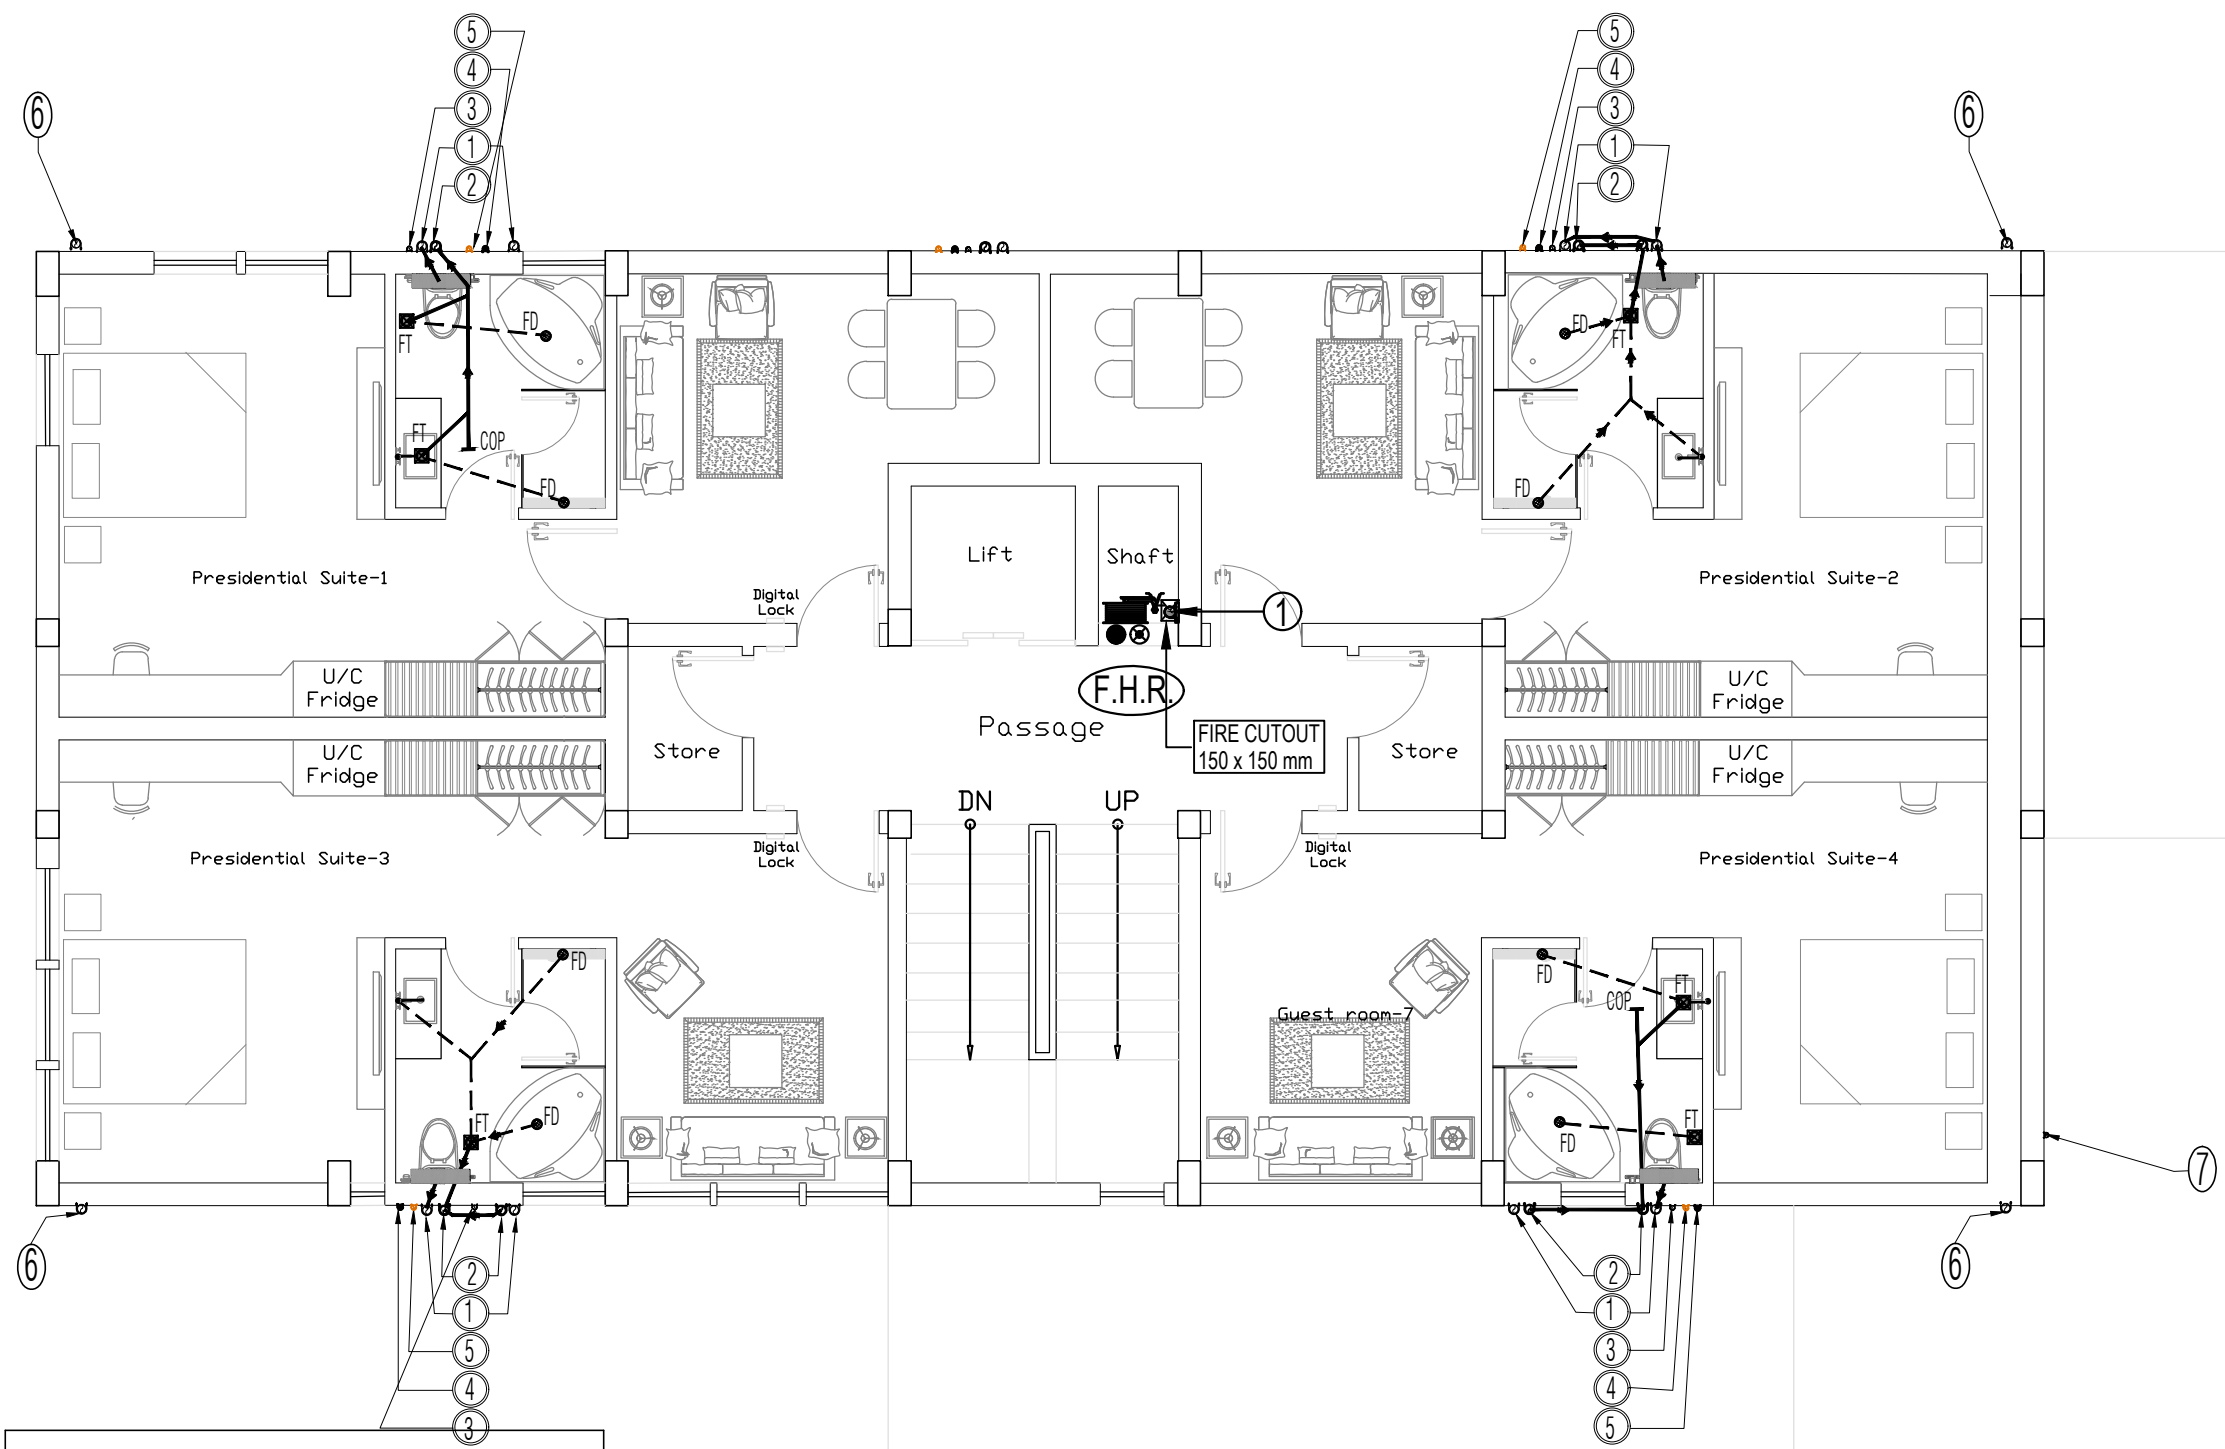 5
4
3
1
2
6
5
4
3
1
2
6
FD
FT
FT
COP
FD
FD
FT
FD
Lift
Shaft
Presidential Suite-1
Presidential Suite-2
Digital
Lock
1
U/C
Fridge
F.H.R.
U/C
Fridge
Passage
FIRE CUTOUT
150 x 150 mm
Store
Store
U/C
Fridge
U/C
Fridge
DN
UP
Digital
Lock
Digital
Lock
Presidential Suite-3
Presidential Suite-4
FD
FD
FT
COP
Guest room-7
FT
FD
FT
FD
7
6
2
1
5
4
3
2
1
3
4
5
6